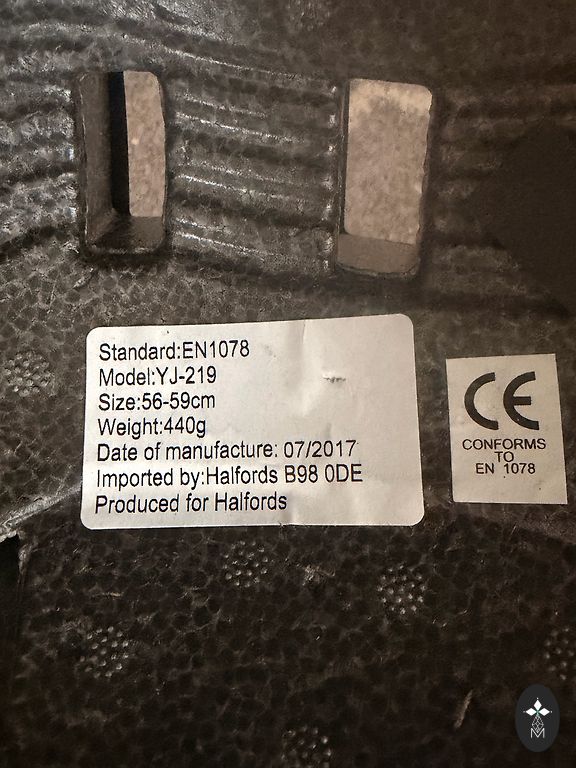 Standard:EN1078
Model:YJ-219
Size:56-59cm
Weight:440g
Date of manufacture: 07/2017
Imported by:Halfords B98 0DE
Produced for Halfords
CE
CONFORMS
TO
EN 1078
M